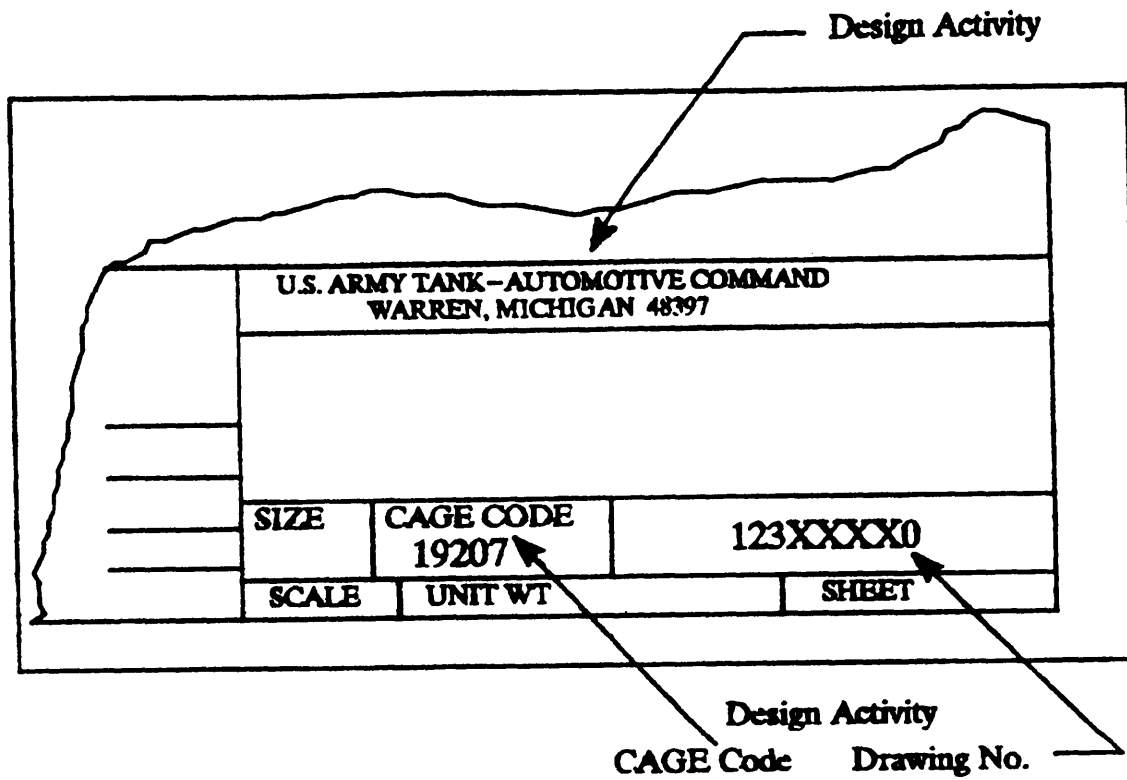 Design Activity
U.S. ARMY TANK-AUTOMOTIVE COMMAND
WARREN, MICHIGAN 48397
SIZE
CAGE CODE
19207
123XXXX0
SCALE
UNIT WT
SHEET
Design Activity
CAGE Code
Drawing No.